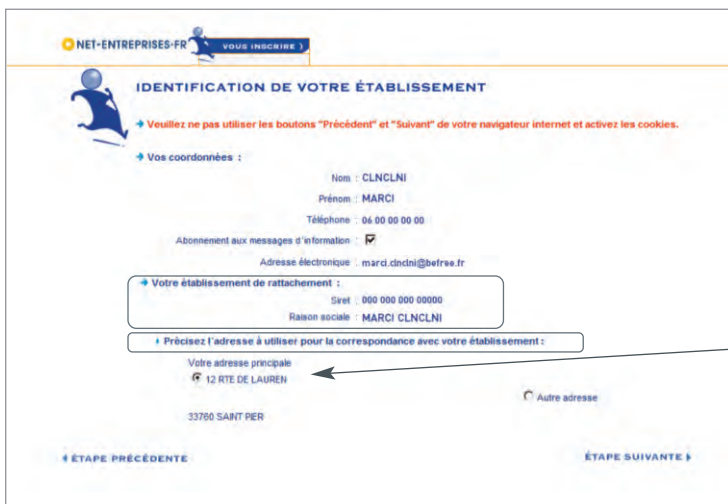 NET-ENTREPRISES-FR VOUS INSCRIRE )
IDENTIFICATION DE VOTRE ÉTABLISSEMENT
Veuillez ne pas utiliser les boutons "Précédent" et "Suivant" de votre navigateur internet et activez les cookies.
Vos coordonnées :
Nom : CLNCLNI
Prénom : MARCI
Téléphone : 06 00 00 00 00
Abonnement aux messages d'information :
Adresse électronique : marci.clnclni@befree.fr
Votre établissement de rattachement :
Siret : 000 000 000 00000
Raison sociale : MARCI CLNCLNI
Précisez l'adresse à utiliser pour la correspondance avec votre établissement :
Votre adresse principale
12 RTE DE LAUREN
Autre adresse
33760 SAINT PIER
ÉTAPE PRÉCÉDENTE ÉTAPE SUIVANTE